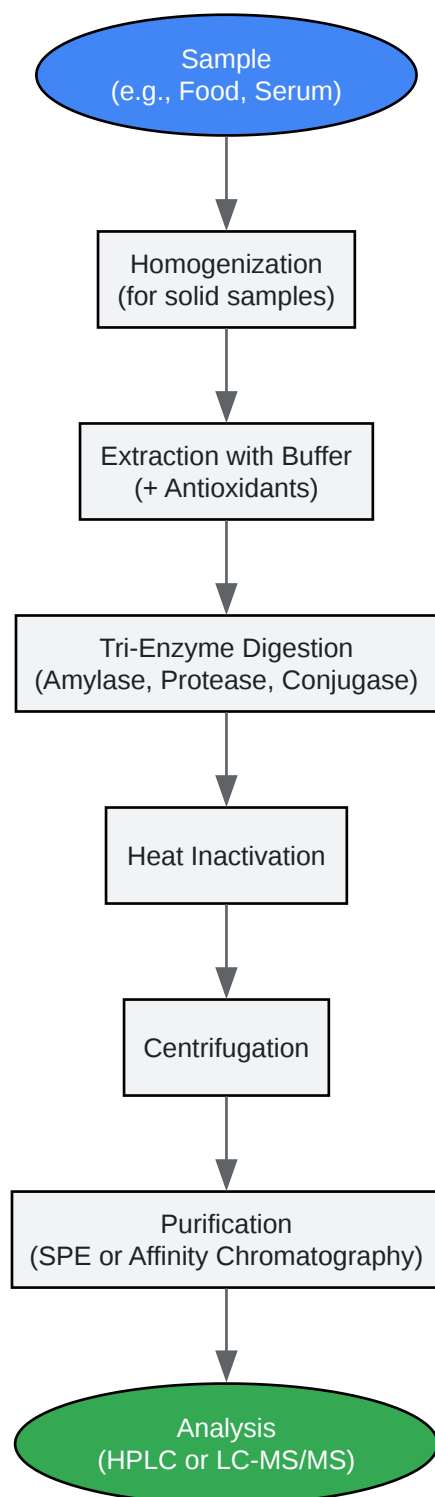 Sample
(e.g., Food, Serum)
Homogenization
(for solid samples)
Extraction with Buffer
(+ Antioxidants)
Tri-Enzyme Digestion
(Amylase, Protease, Conjugase)
Heat Inactivation
Centrifugation
Purification
(SPE or Affinity Chromatography)
Analysis
(HPLC or LC-MS/MS)